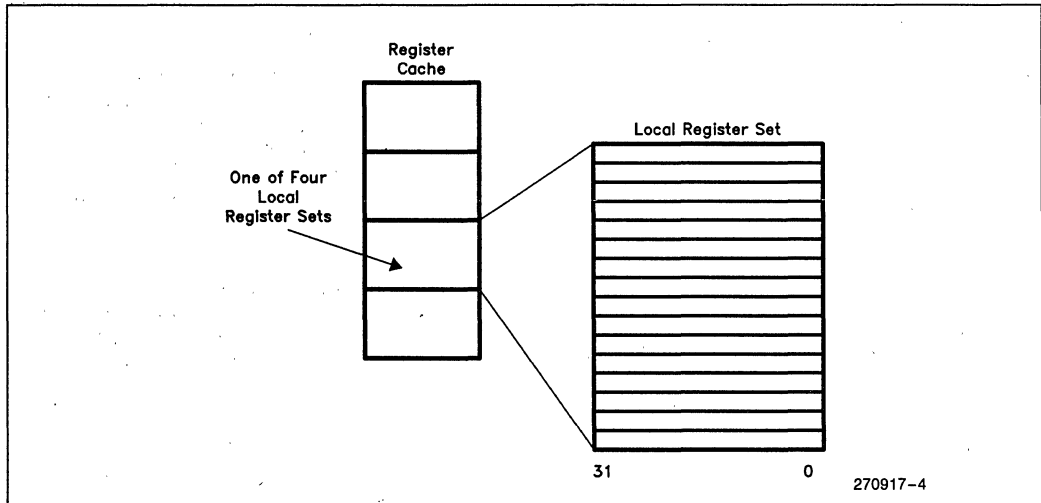 Register
Cache
Local Register Set
One of Four
Local
Register Sets
31 0
270917-4